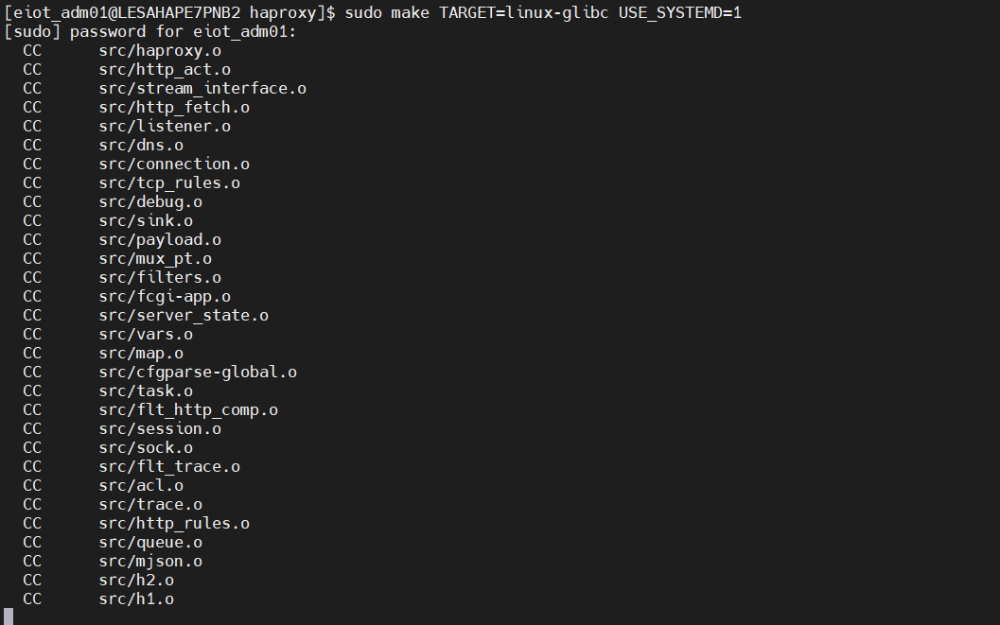 [eiot_adm01@LESAHAPE7PNB2 haproxy]$ sudo make TARGET=linux-glibc USE_SYSTEMD=1
[sudo] password for eiot_adm01:
  CC      src/haproxy.o
  CC      src/http_act.o
  CC      src/stream_interface.o
  CC      src/http_fetch.o
  CC      src/listener.o
  CC      src/dns.o
  CC      src/connection.o
  CC      src/tcp_rules.o
  CC      src/debug.o
  CC      src/sink.o
  CC      src/payload.o
  CC      src/mux_pt.o
  CC      src/filters.o
  CC      src/fcgi-app.o
  CC      src/server_state.o
  CC      src/vars.o
  CC      src/map.o
  CC      src/cfgparse-global.o
  CC      src/task.o
  CC      src/flt_http_comp.o
  CC      src/session.o
  CC      src/sock.o
  CC      src/flt_trace.o
  CC      src/acl.o
  CC      src/trace.o
  CC      src/http_rules.o
  CC      src/queue.o
  CC      src/mjson.o
  CC      src/h2.o
  CC      src/h1.o